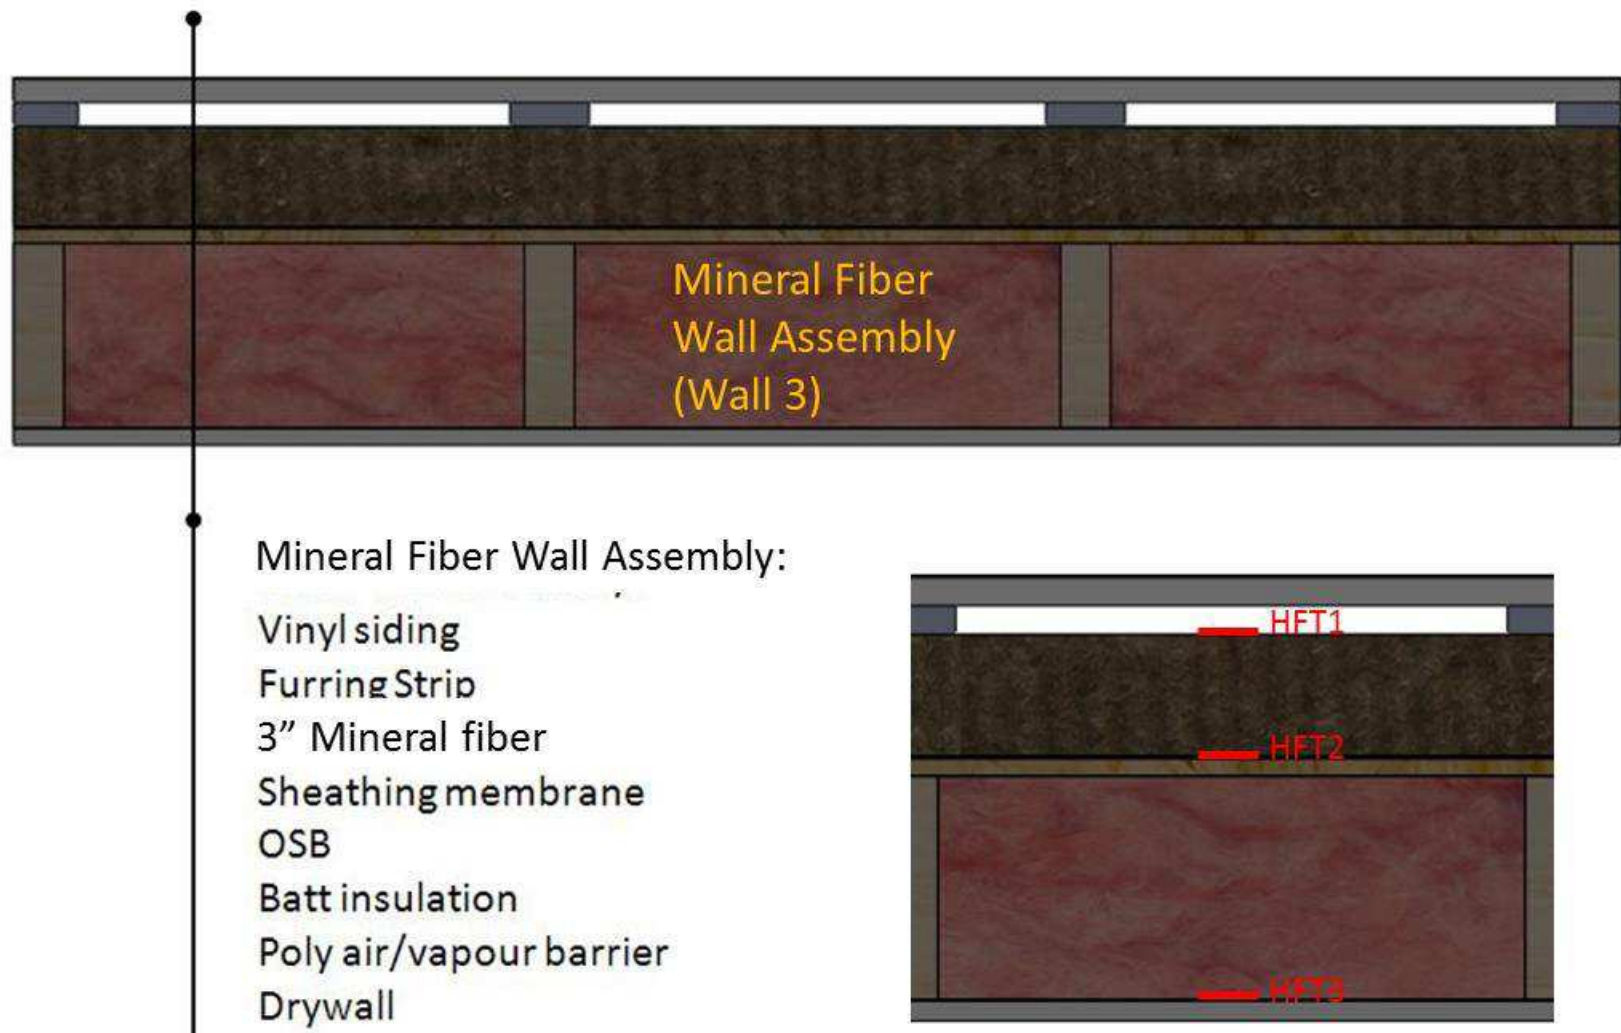 Mineral Fiber
Wall Assembly
(Wall 3)
Mineral Fiber Wall Assembly:
Vinyl siding
Furring Strip
3” Mineral fiber
Sheathing membrane
OSB
Batt insulation
Poly air/vapour barrier
Drywall
HFT1
HFT2
HFT3